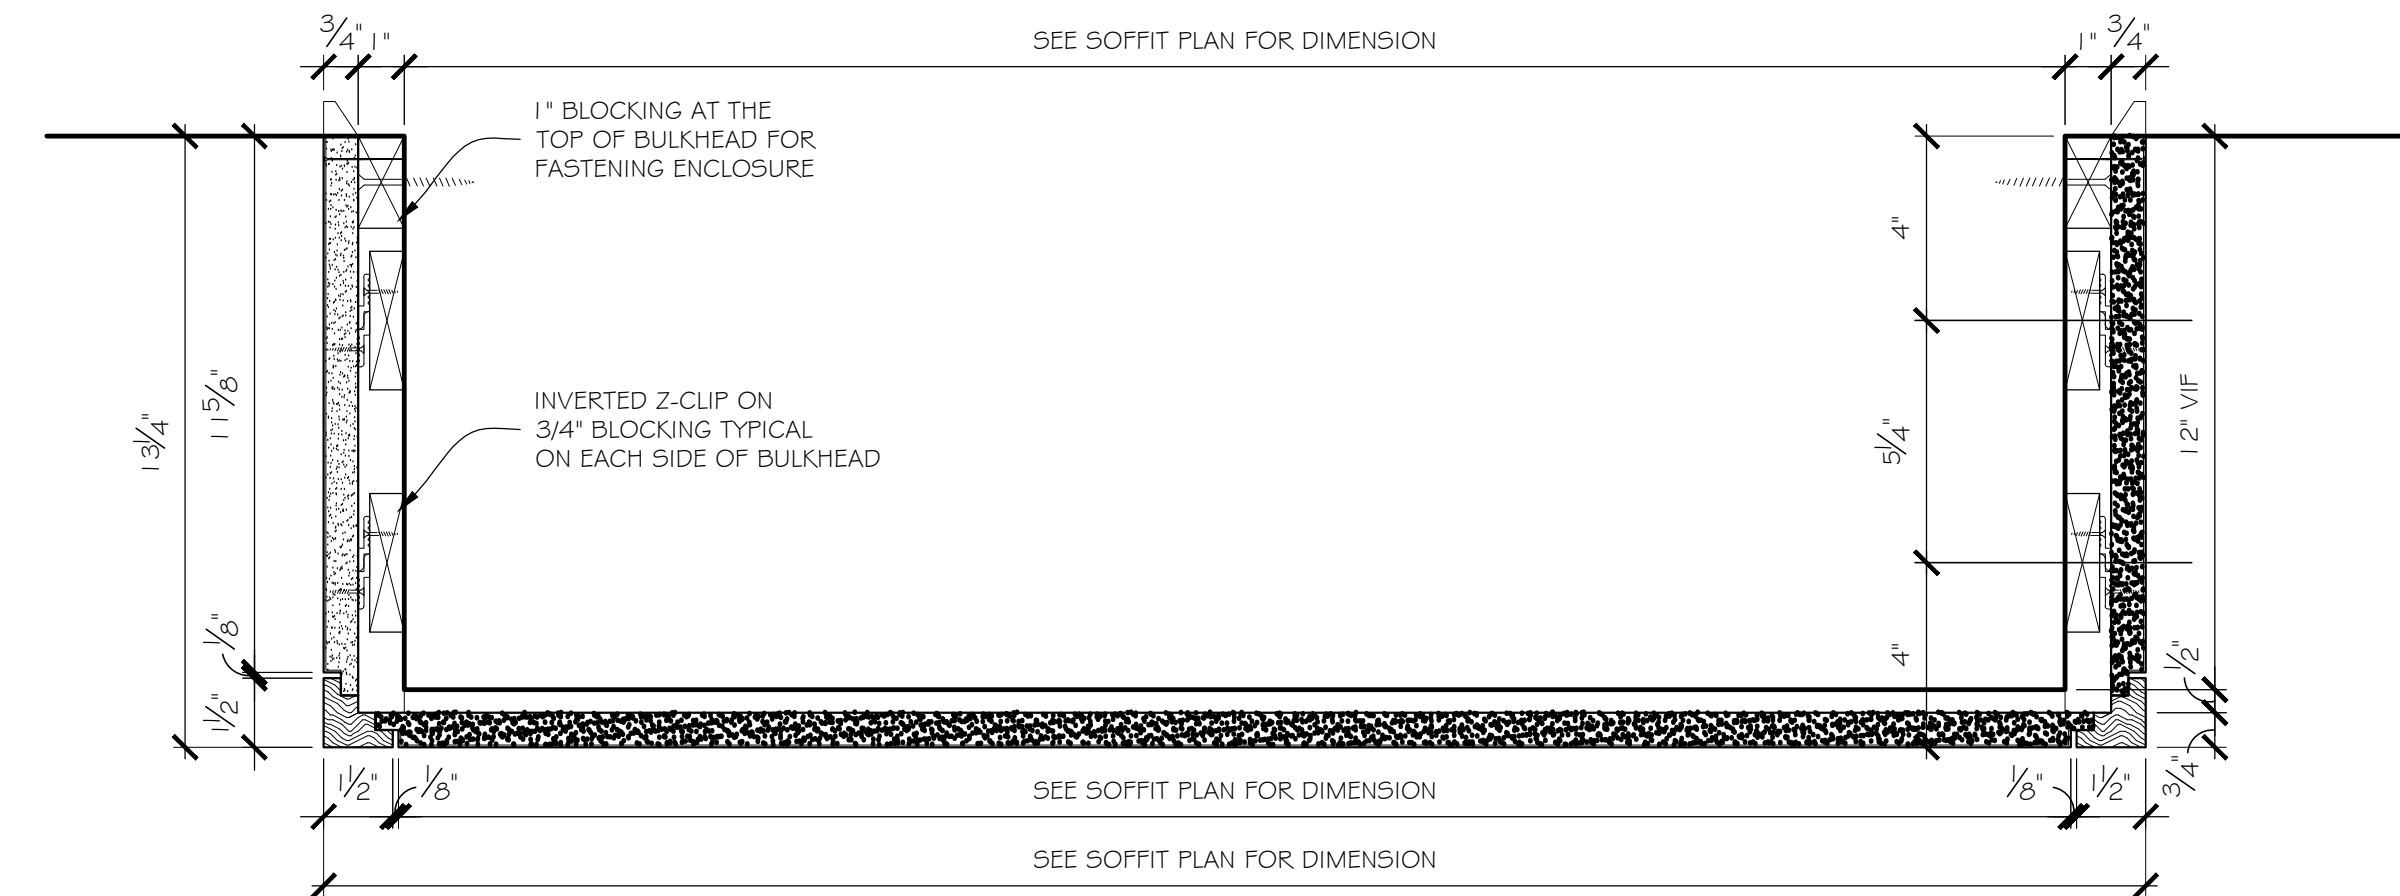 3/4" 1" SEE SOFFIT PLAN FOR DIMENSION 1" 3/4"
1" BLOCKING AT THE
TOP OF BULKHEAD FOR
FASTENING ENCLOSURE
4"
INVERTED Z-CLIP ON
3/4" BLOCKING TYPICAL
ON EACH SIDE OF BULKHEAD
13/4"
11 5/8"
5 1/4"
12" VIF
1/8"
1/2"
4"
1/2"
3/4"
1 1/2" 1/8" SEE SOFFIT PLAN FOR DIMENSION 1/8" 1 1/2"
SEE SOFFIT PLAN FOR DIMENSION